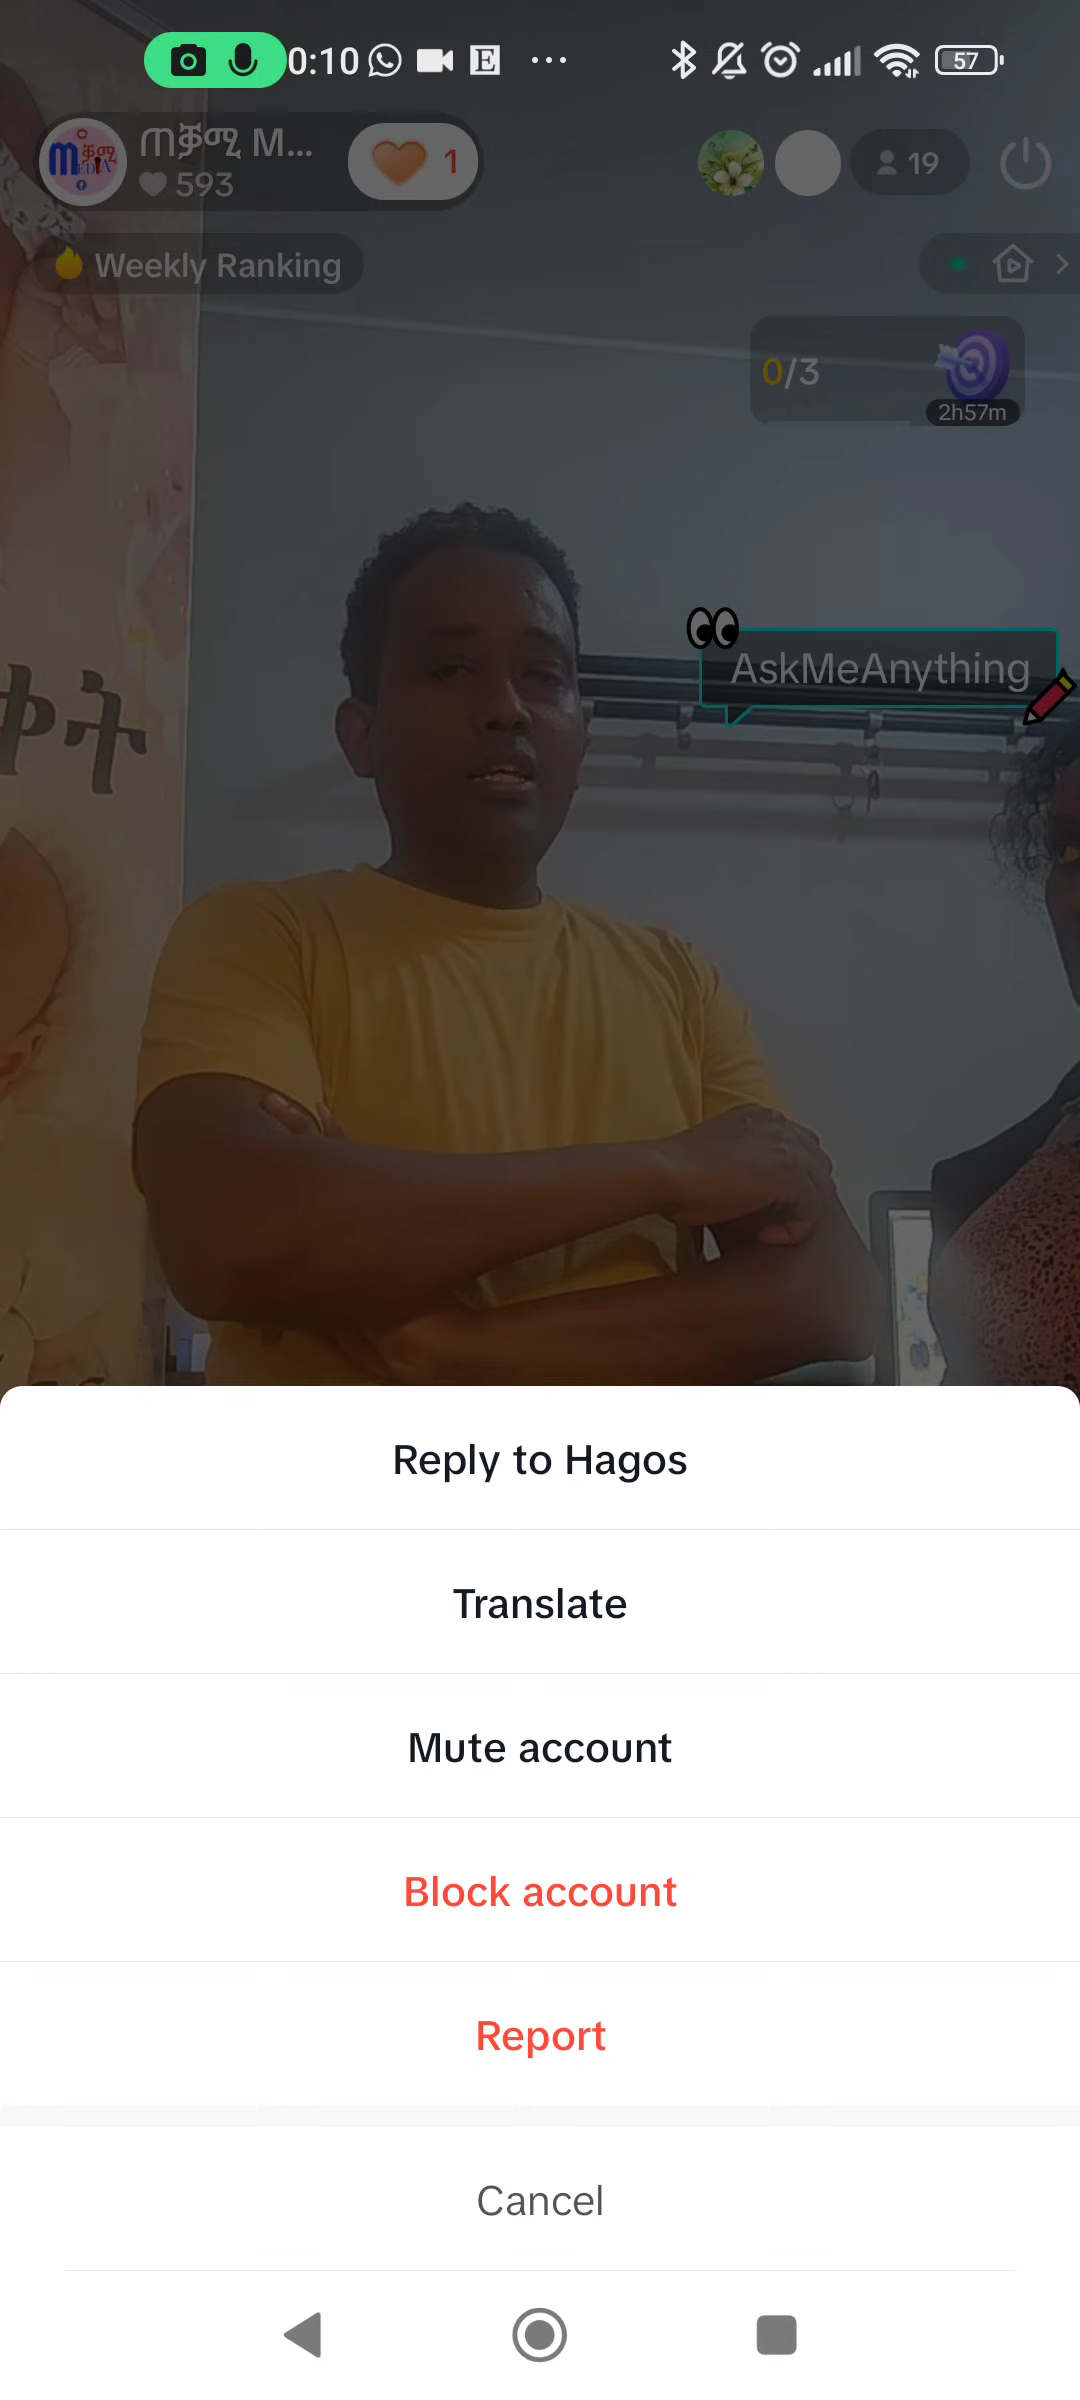 0:10
57
ጠቓሚ M...
593
1
19
Weekly Ranking
0/3
2h57m
AskMeAnything
ቀት
Reply to Hagos
Translate
Mute account
Block account
Report
Cancel